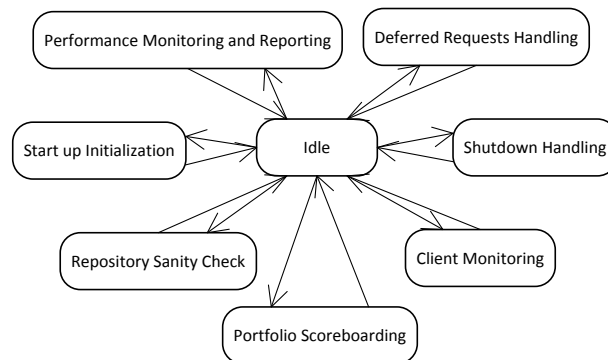 Performance Monitoring and Reporting
Deferred Requests Handling
Start up Initialization
Idle
Shutdown Handling
Repository Sanity Check
Client Monitoring
Portfolio Scoreboarding